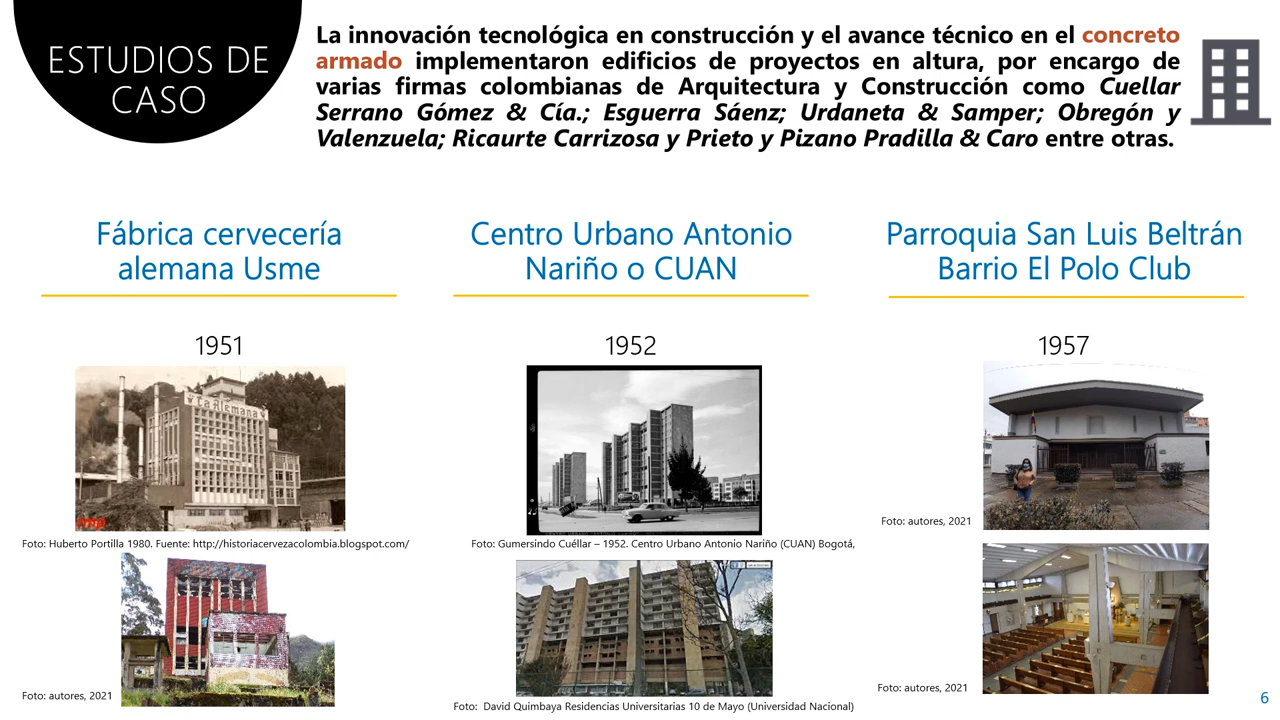 ESTUDIOS DE
CASO
La innovación tecnológica en construcción y el avance técnico en el concreto
armado implementaron edificios de proyectos en altura, por encargo de
varias firmas colombianas de Arquitectura y Construcción como Cuellar
Serrano Gómez & Cía.; Esguerra Sáenz; Urdaneta & Samper; Obregón y
Valenzuela; Ricaurte Carrizosa y Prieto y Pizano Pradilla & Caro entre otras.
Fábrica cervecería
alemana Usme
1951
La Alemana
Foto: Huberto Portilla 1980. Fuente: http://historiacervezacolombia.blogspot.com/
Foto: autores, 2021
Centro Urbano Antonio
Nariño o CUAN
1952
Foto: Gumersindo Cuéllar – 1952. Centro Urbano Antonio Nariño (CUAN) Bogotá,
Foto: David Quimbaya Residencias Universitarias 10 de Mayo (Universidad Nacional)
Parroquia San Luis Beltrán
Barrio El Polo Club
1957
Foto: autores, 2021
Foto: autores, 2021
6